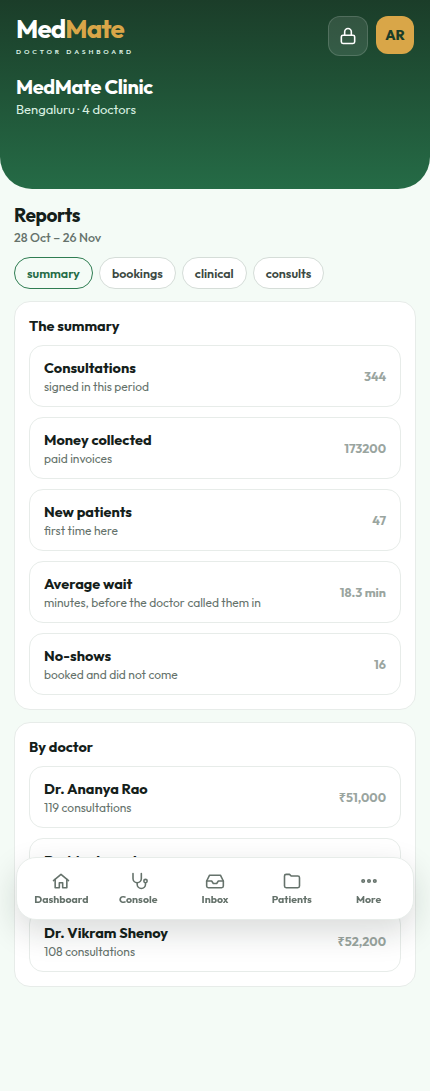 MedMate
DOCTOR DASHBOARD
AR
MedMate Clinic
Bengaluru · 4 doctors
Reports
28 Oct – 26 Nov
summary
bookings
clinical
consults
The summary
Consultations
344
signed in this period
Money collected
173200
paid invoices
New patients
47
first time here
Average wait
18.3 min
minutes, before the doctor called them in
No-shows
16
booked and did not come
By doctor
Dr. Ananya Rao
₹51,000
119 consultations
Dashboard
Console
Inbox
Patients
More
Dr. Vikram Shenoy
₹52,200
108 consultations